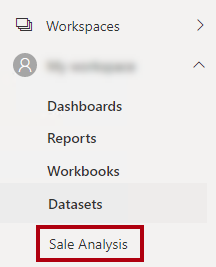 Workspaces
Dashboards
Reports
Workbooks
Datasets
Sale Analysis